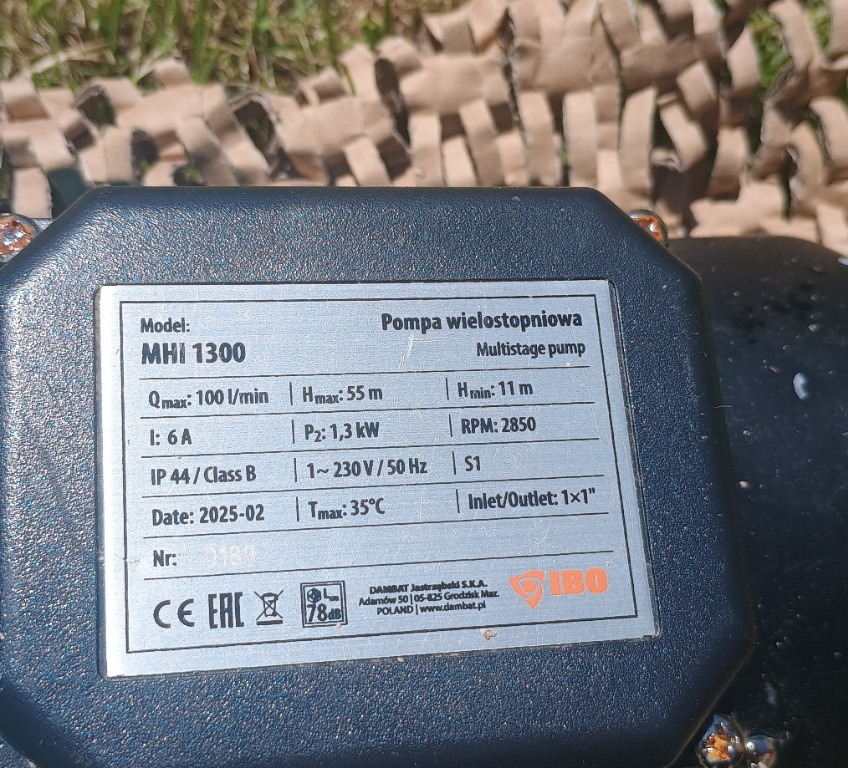 Model:
Pompa wielostopniowa
MHI 1300
Multistage pump
Qmax: 100 l/min | Hmax: 55 m | Hmin: 11 m
I: 6 A | P2: 1,3 kW | RPM: 2850
IP 44 / Class B | 1~ 230 V / 50 Hz | S1
Date: 2025-02 | Tmax: 35°C | Inlet/Outlet: 1×1"
Nr:
CE EAC
78dB
DAMBAT Jastrzębski S.K.A.
Adamów 50 | 05-825 Grodzisk Maz.
POLAND | www.dambat.pl
IBO